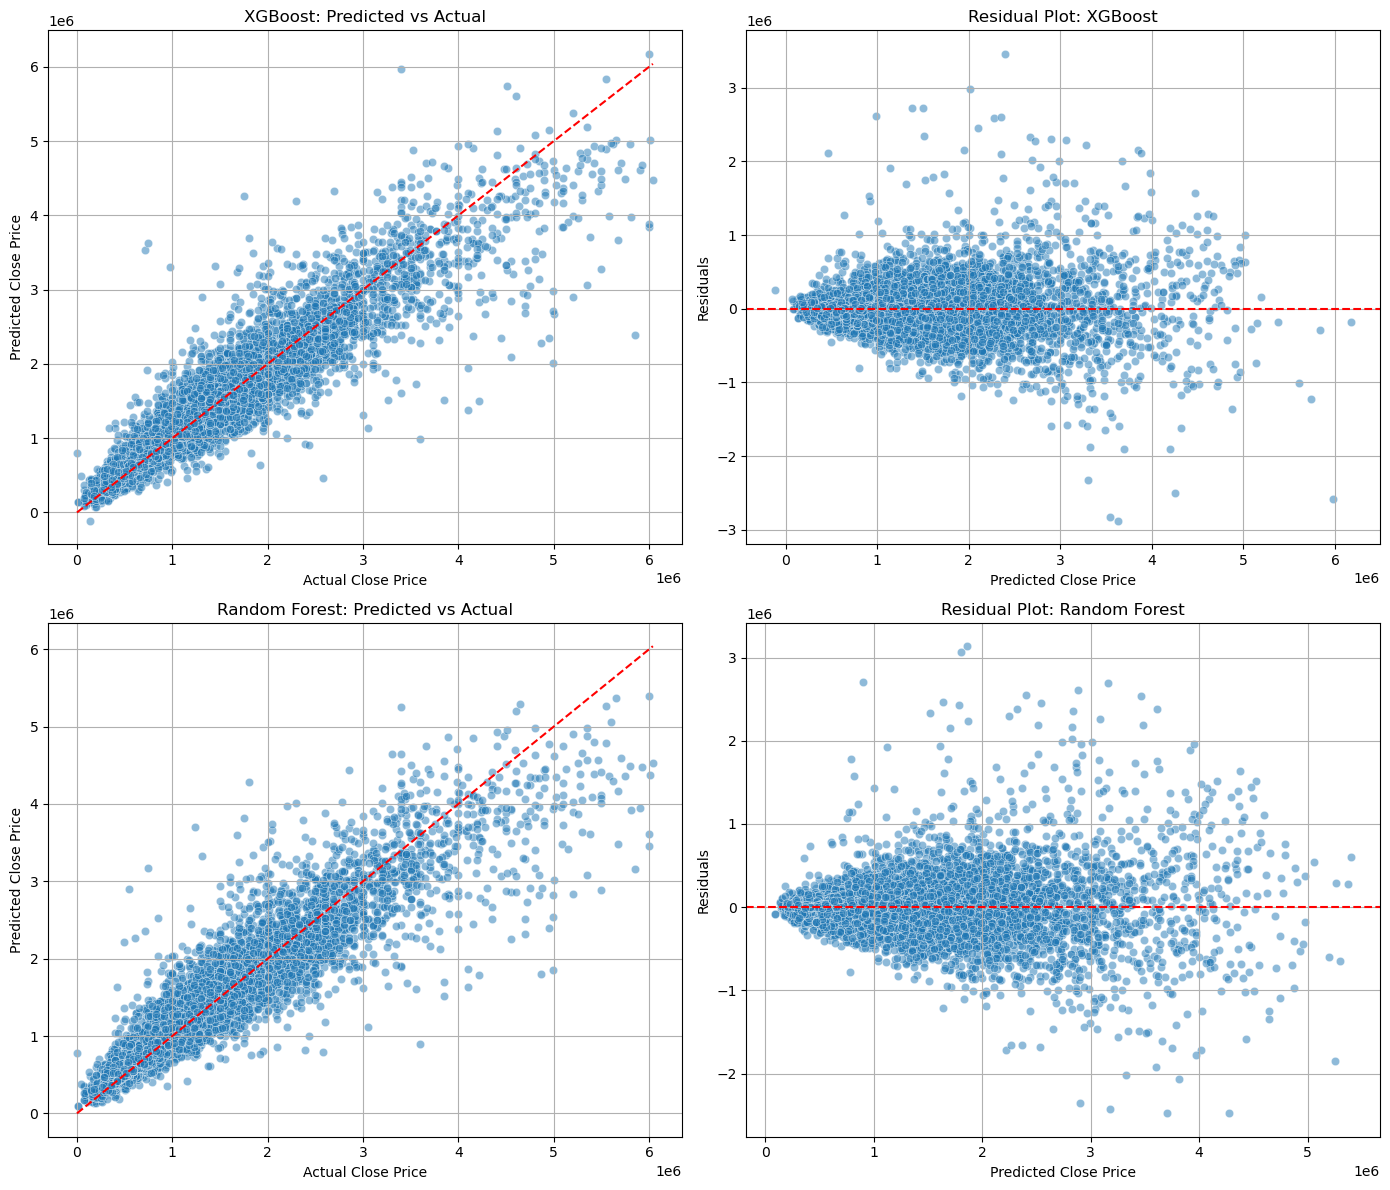 XGBoost: Predicted vs Actual
1e6
6
5
4
3
2
1
0
Predicted Close Price
0 1 2 3 4 5 6
Actual Close Price
1e6
Residual Plot: XGBoost
1e6
3
2
1
0
−1
−2
−3
Residuals
0 1 2 3 4 5 6
Predicted Close Price
1e6
Random Forest: Predicted vs Actual
1e6
6
5
4
3
2
1
0
Predicted Close Price
0 1 2 3 4 5 6
Actual Close Price
1e6
Residual Plot: Random Forest
1e6
3
2
1
0
−1
−2
Residuals
0 1 2 3 4 5
Predicted Close Price
1e6